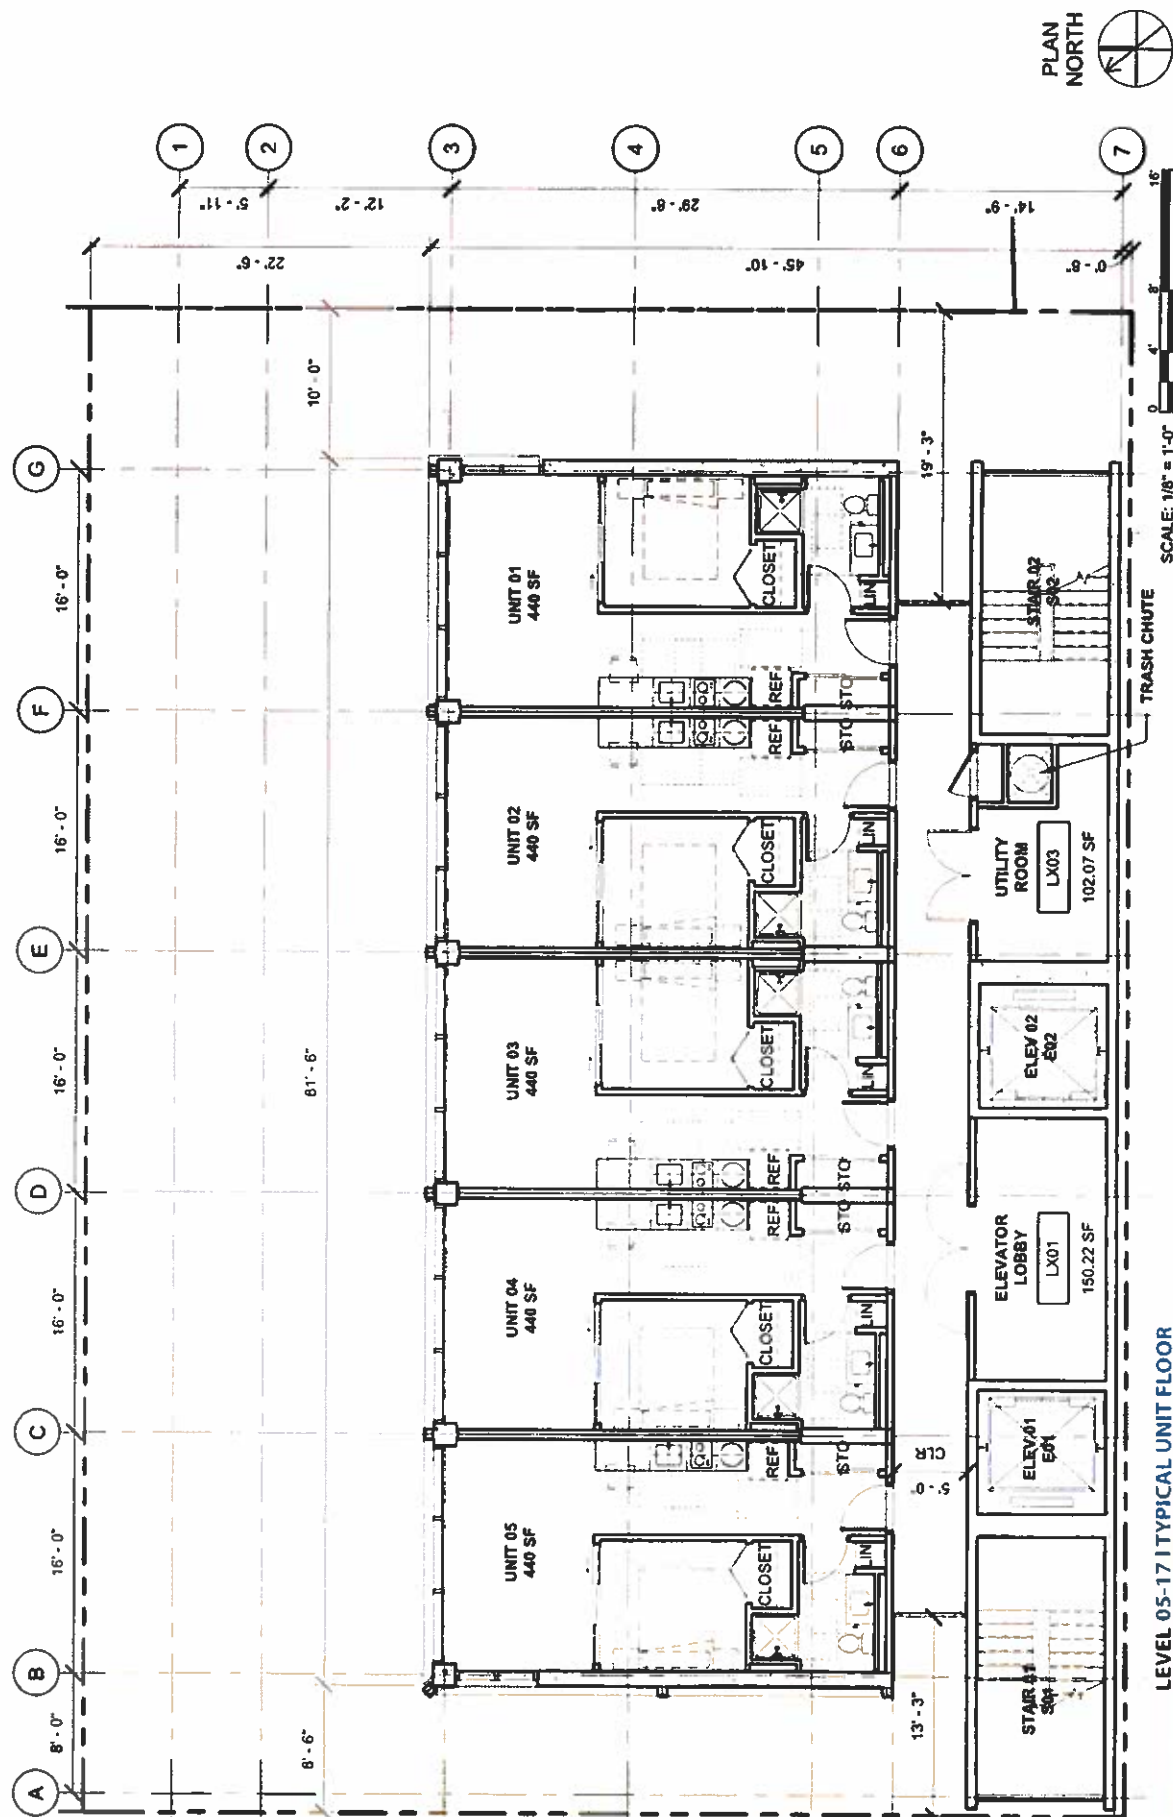 PLAN
NORTH
1
2
3
4
5
6
7
5' - 11"
12' - 2"
29' - 8"
14' - 9"
22' - 6"
45' - 10"
0' - 8"
10' - 0"
81' - 6"
8' - 6"
19' - 3"
13' - 3"
5' - 0"
CLR
G
F
E
D
C
B
A
16' - 0"
16' - 0"
16' - 0"
16' - 0"
16' - 0"
8' - 0"
UNIT 01
440 SF
UNIT 02
440 SF
UNIT 03
440 SF
UNIT 04
440 SF
UNIT 05
440 SF
CLOSET
CLOSET
CLOSET
CLOSET
CLOSET
LIN
LIN
LIN
LIN
LIN
REF
REF
REF
REF
REF
STO
STO
STO
STO
STO
STAIR 02
S02
TRASH CHUTE
UTILITY
ROOM
LX03
102.07 SF
ELEV 02
E02
ELEVATOR
LOBBY
LX01
150.22 SF
ELEV.01
E01
STAIR 01
S01
0
4'
8'
16'
SCALE: 1/8" = 1'-0"
LEVEL 05-17 | TYPICAL UNIT FLOOR